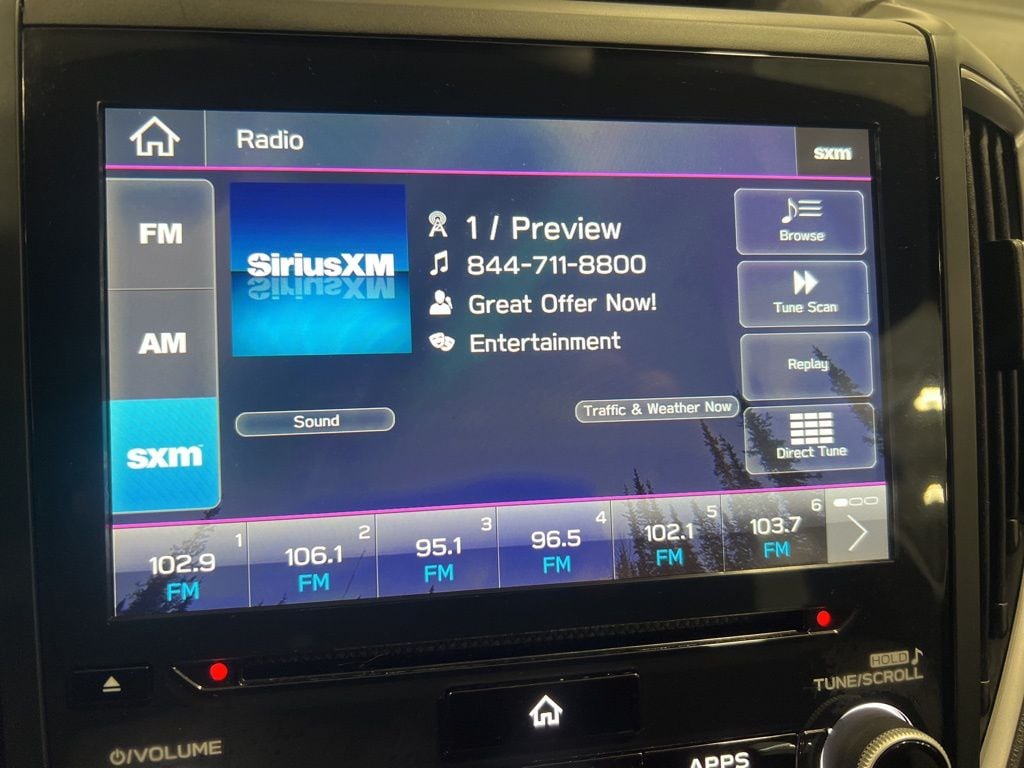 Radio
sxm
FM
AM
sxm
SiriusXM
1 / Preview
844-711-8800
Great Offer Now!
Entertainment
Browse
Tune Scan
Replay
Direct Tune
Sound
Traffic & Weather Now
1
102.9
FM
2
106.1
FM
3
95.1
FM
4
96.5
FM
5
102.1
FM
6
103.7
FM
HOLD
TUNE/SCROLL
/VOLUME
APPS